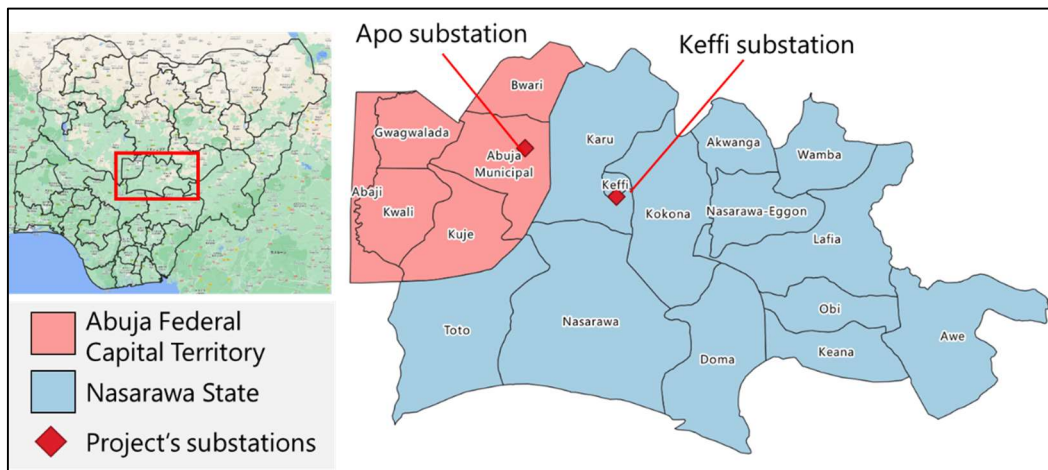 Apo substation
Keffi substation
Bwari
Gwagwalada
Abuja
Municipal
Karu
Akwanga
Wamba
Abaji
Kwali
Keffi
Kokona
Nasarawa-Eggon
Kuje
Lafia
Toto
Nasarawa
Obi
Doma
Keana
Awe
Abuja Federal
Capital Territory
Nasarawa State
Project's substations